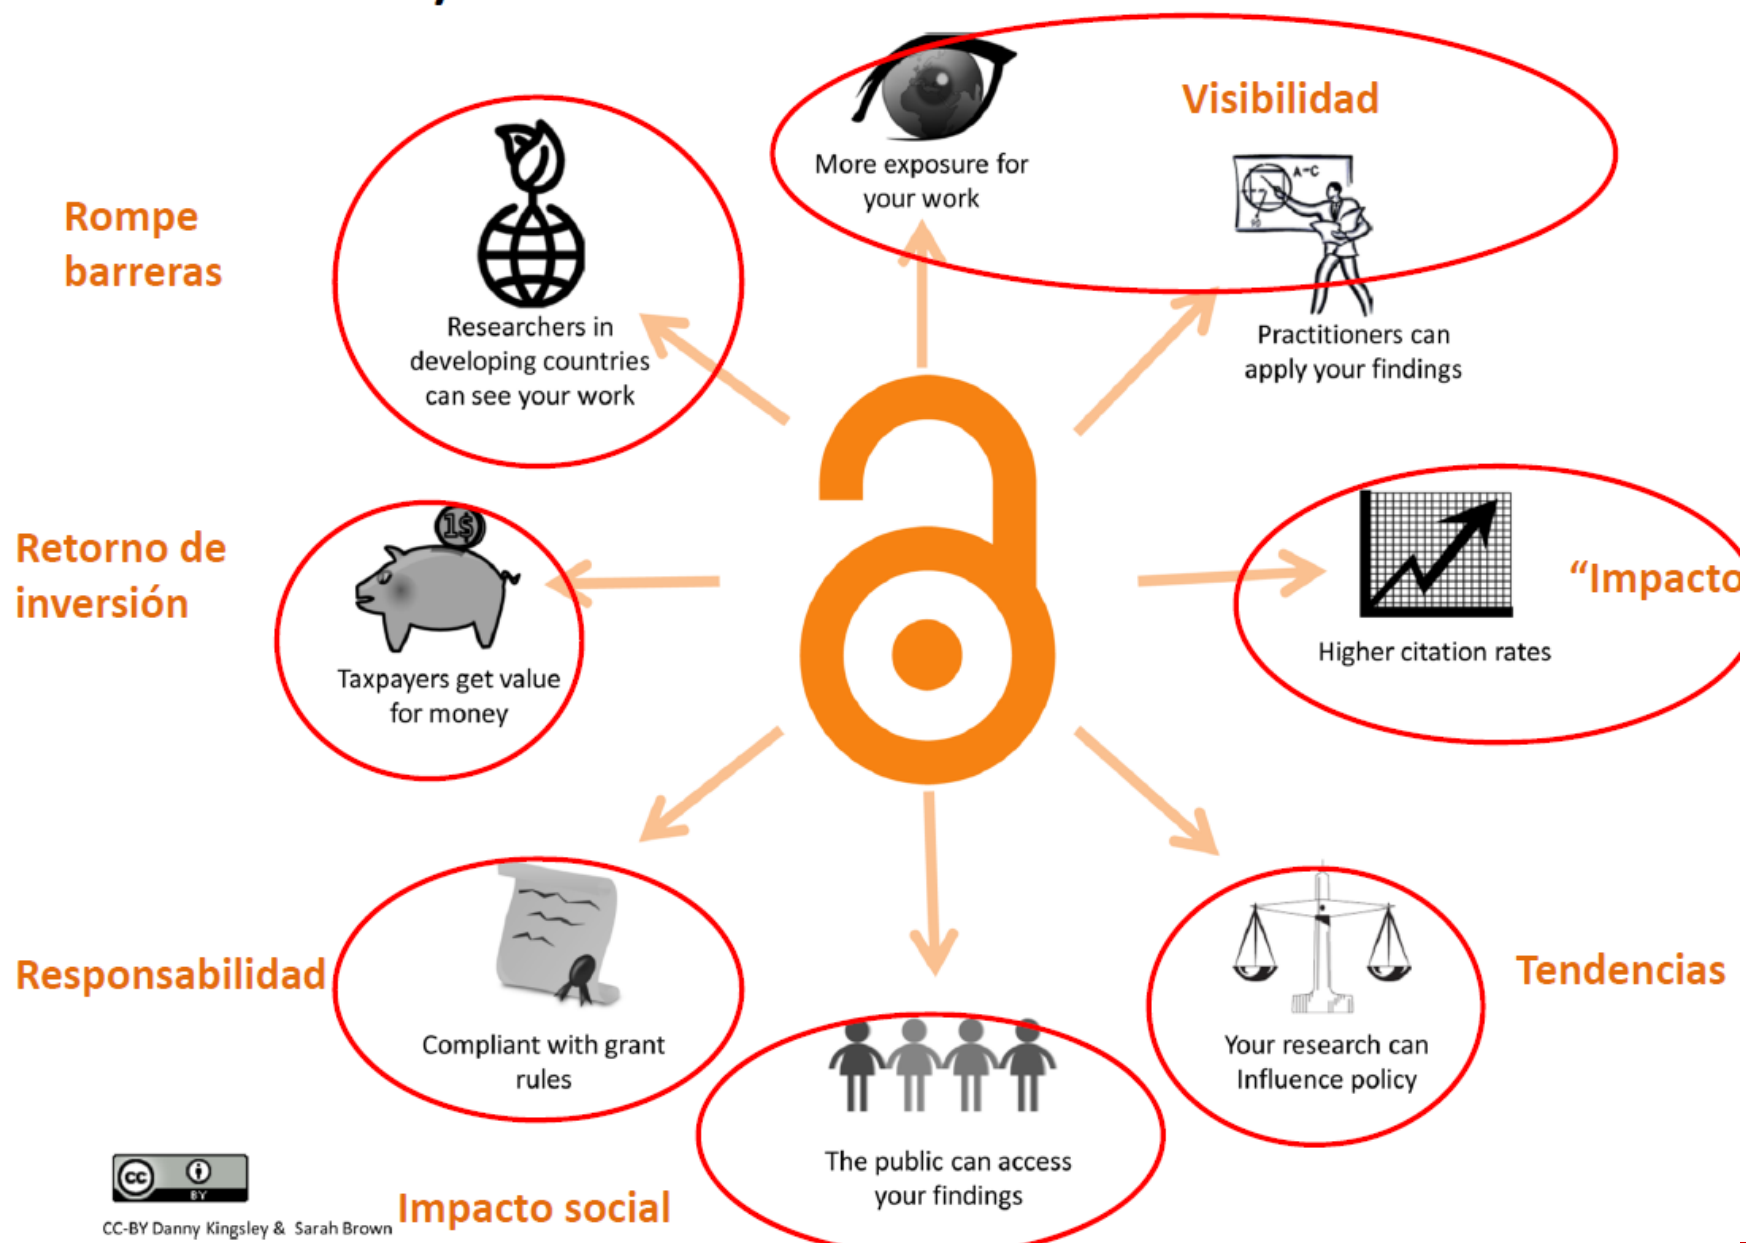 Visibilidad
More exposure for
your work
A=C
Rompe
barreras
Researchers in
developing countries
can see your work
Practitioners can
apply your findings
Retorno de
inversión
1$
Taxpayers get value
for money
“Impacto
Higher citation rates
Responsabilidad
Compliant with grant
rules
Tendencias
Your research can
Influence policy
The public can access
your findings
Impacto social
cc
BY
CC-BY Danny Kingsley & Sarah Brown